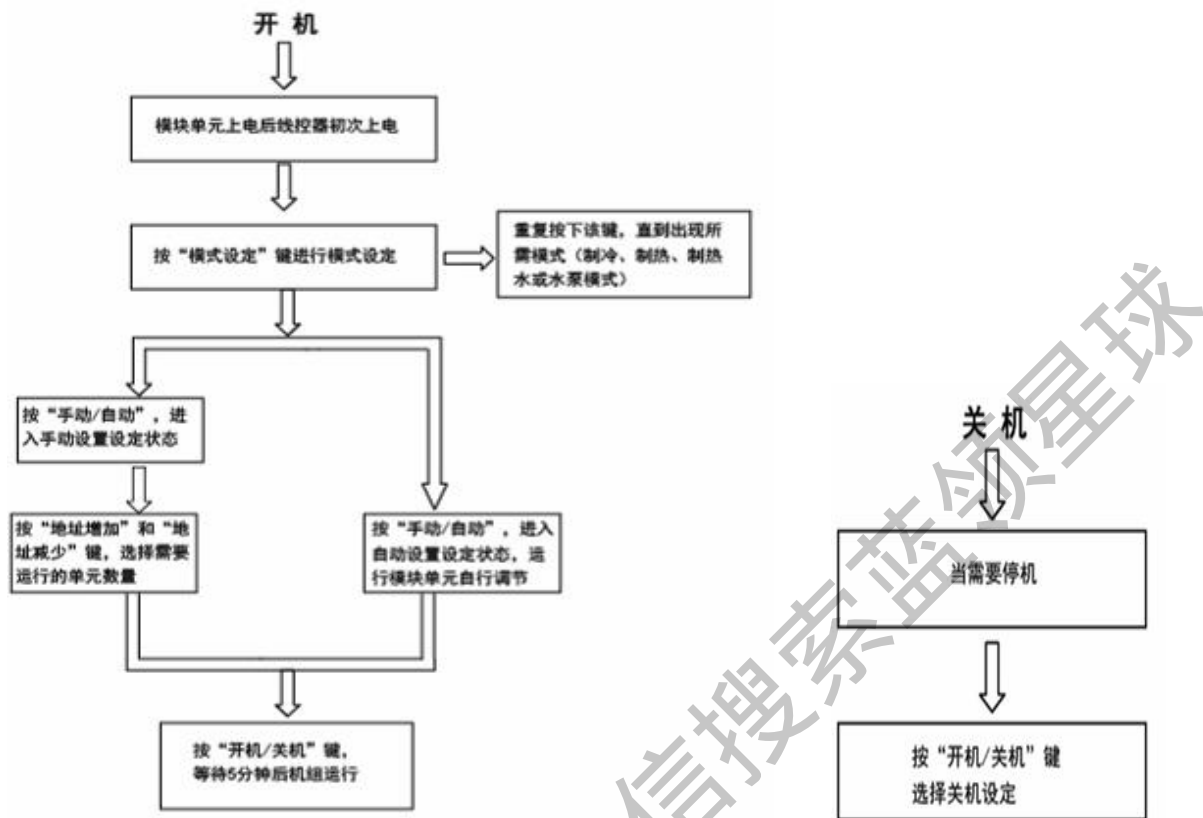 开 机
模块单元上电后线控器初次上电
按“模式设定”键进行模式设定
重复按下该键，直到出现所
需模式（制冷、制热、制热
水或水泵模式）
按“手动/自动”，进
入手动设置设定状态
按“地址增加”和“地
址减少”键，选择需要
运行的单元数量
按“手动/自动”，进入
自动设置设定状态，运
行模块单元自行调节
按“开机/关机”键，
等待5分钟后机组运行
关 机
当需要停机
按“开机/关机”键
选择关机设定
信搜索蓝领星球